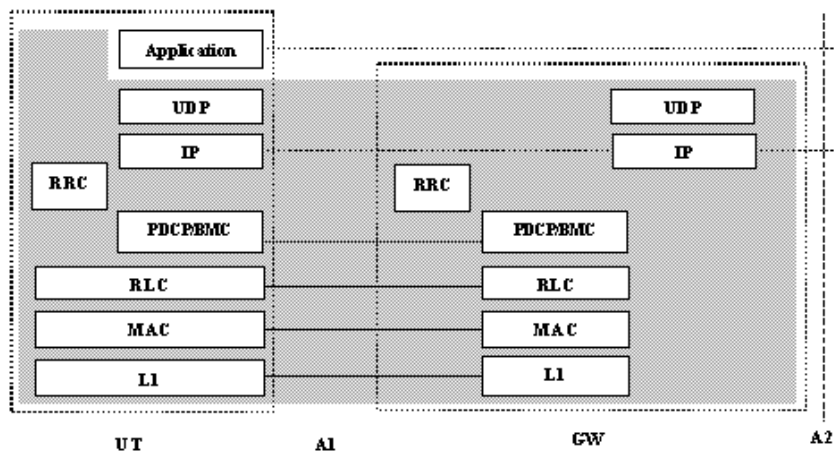 Application
UDP
UDP
IP
IP
RRC
RRC
PDCP/BMC
PDCP/BMC
RLC
RLC
MAC
MAC
L1
L1
UT
A1
GW
A2